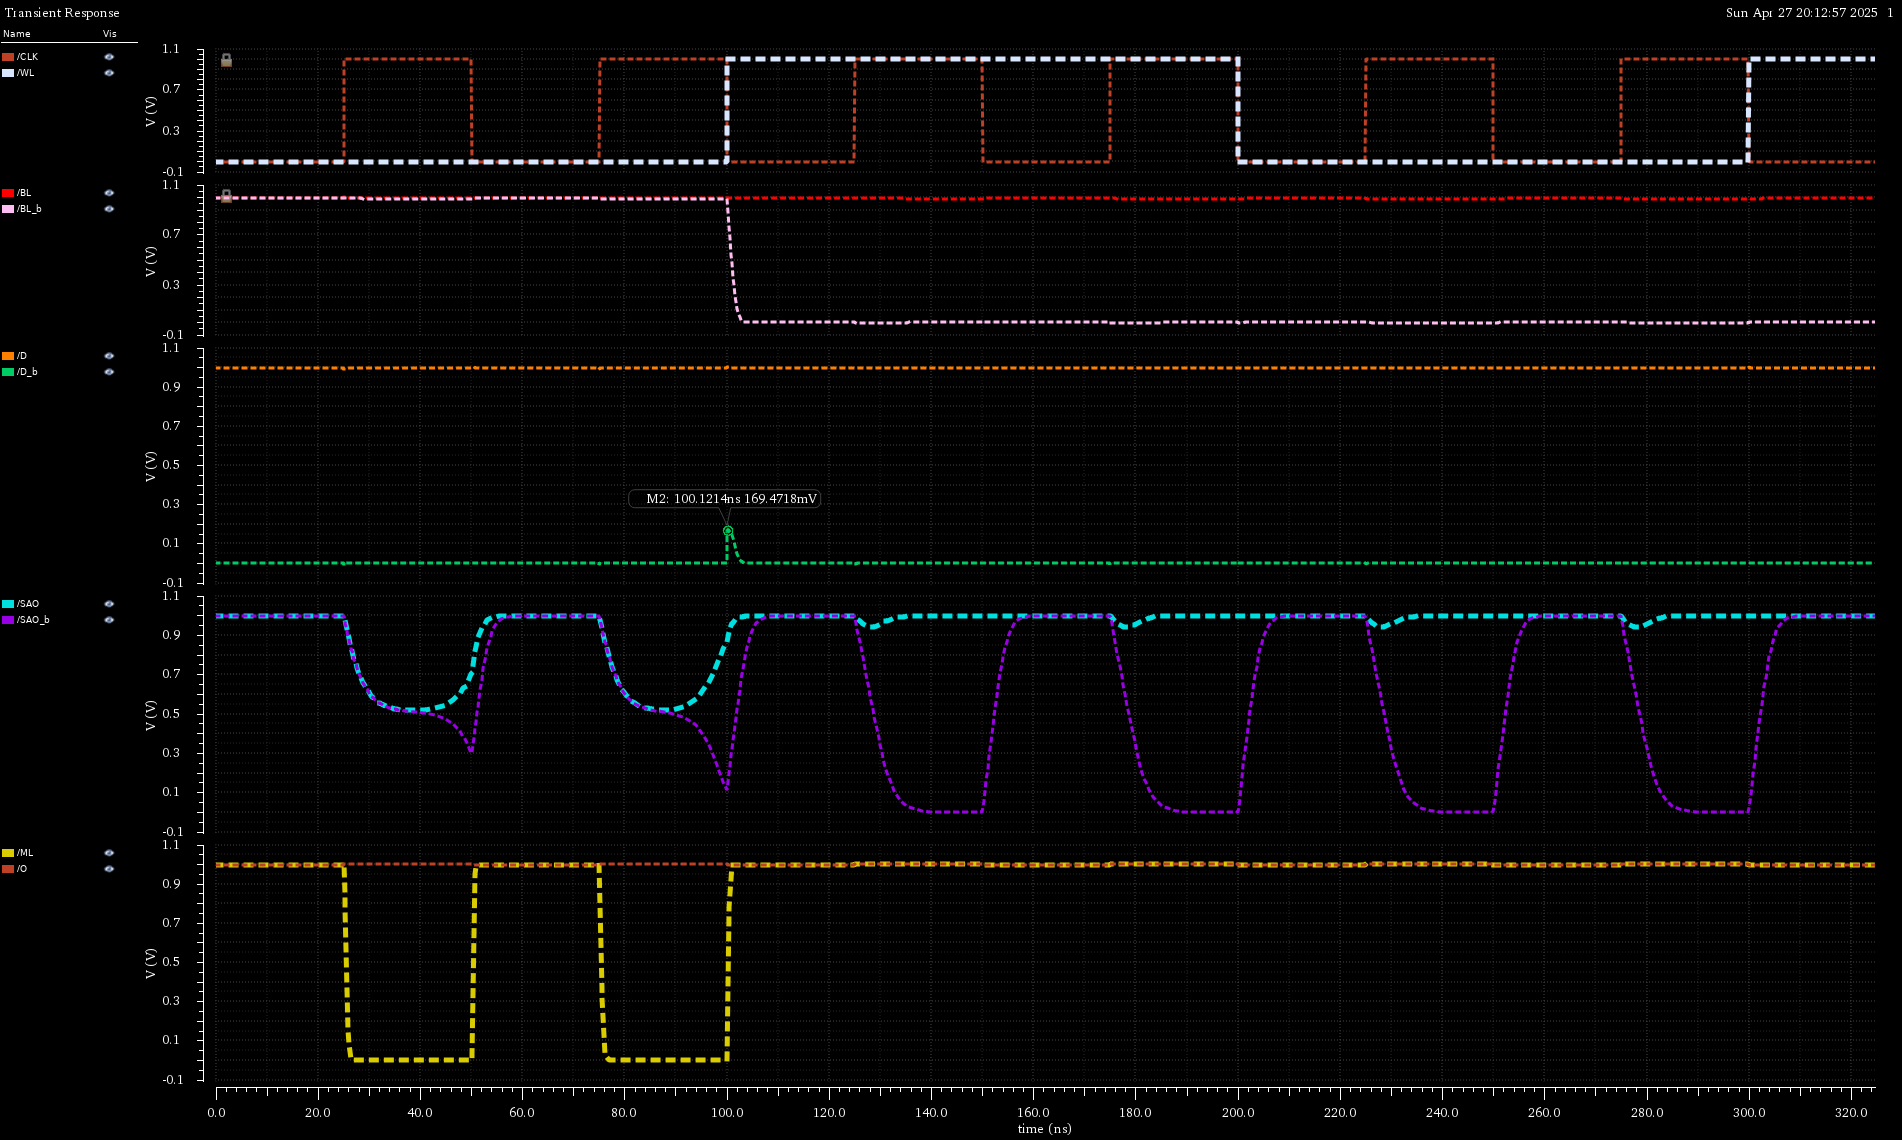 Transient Response
Sun Apr 27 20:12:57 2025 1
Name Vis
/CLK
/WL
1.1
0.7
0.3
-0.1
V (V)
/BL
/BL_b
1.1
0.7
0.3
-0.1
V (V)
/D
/D_b
1.1
0.9
0.7
0.5
0.3
0.1
-0.1
V (V)
M2: 100.1214ns 169.4718mV
/SAO
/SAO_b
1.1
0.9
0.7
0.5
0.3
0.1
-0.1
V (V)
/ML
/O
1.1
0.9
0.7
0.5
0.3
0.1
-0.1
V (V)
0.0 20.0 40.0 60.0 80.0 100.0 120.0 140.0 160.0 180.0 200.0 220.0 240.0 260.0 280.0 300.0 320.0
time (ns)